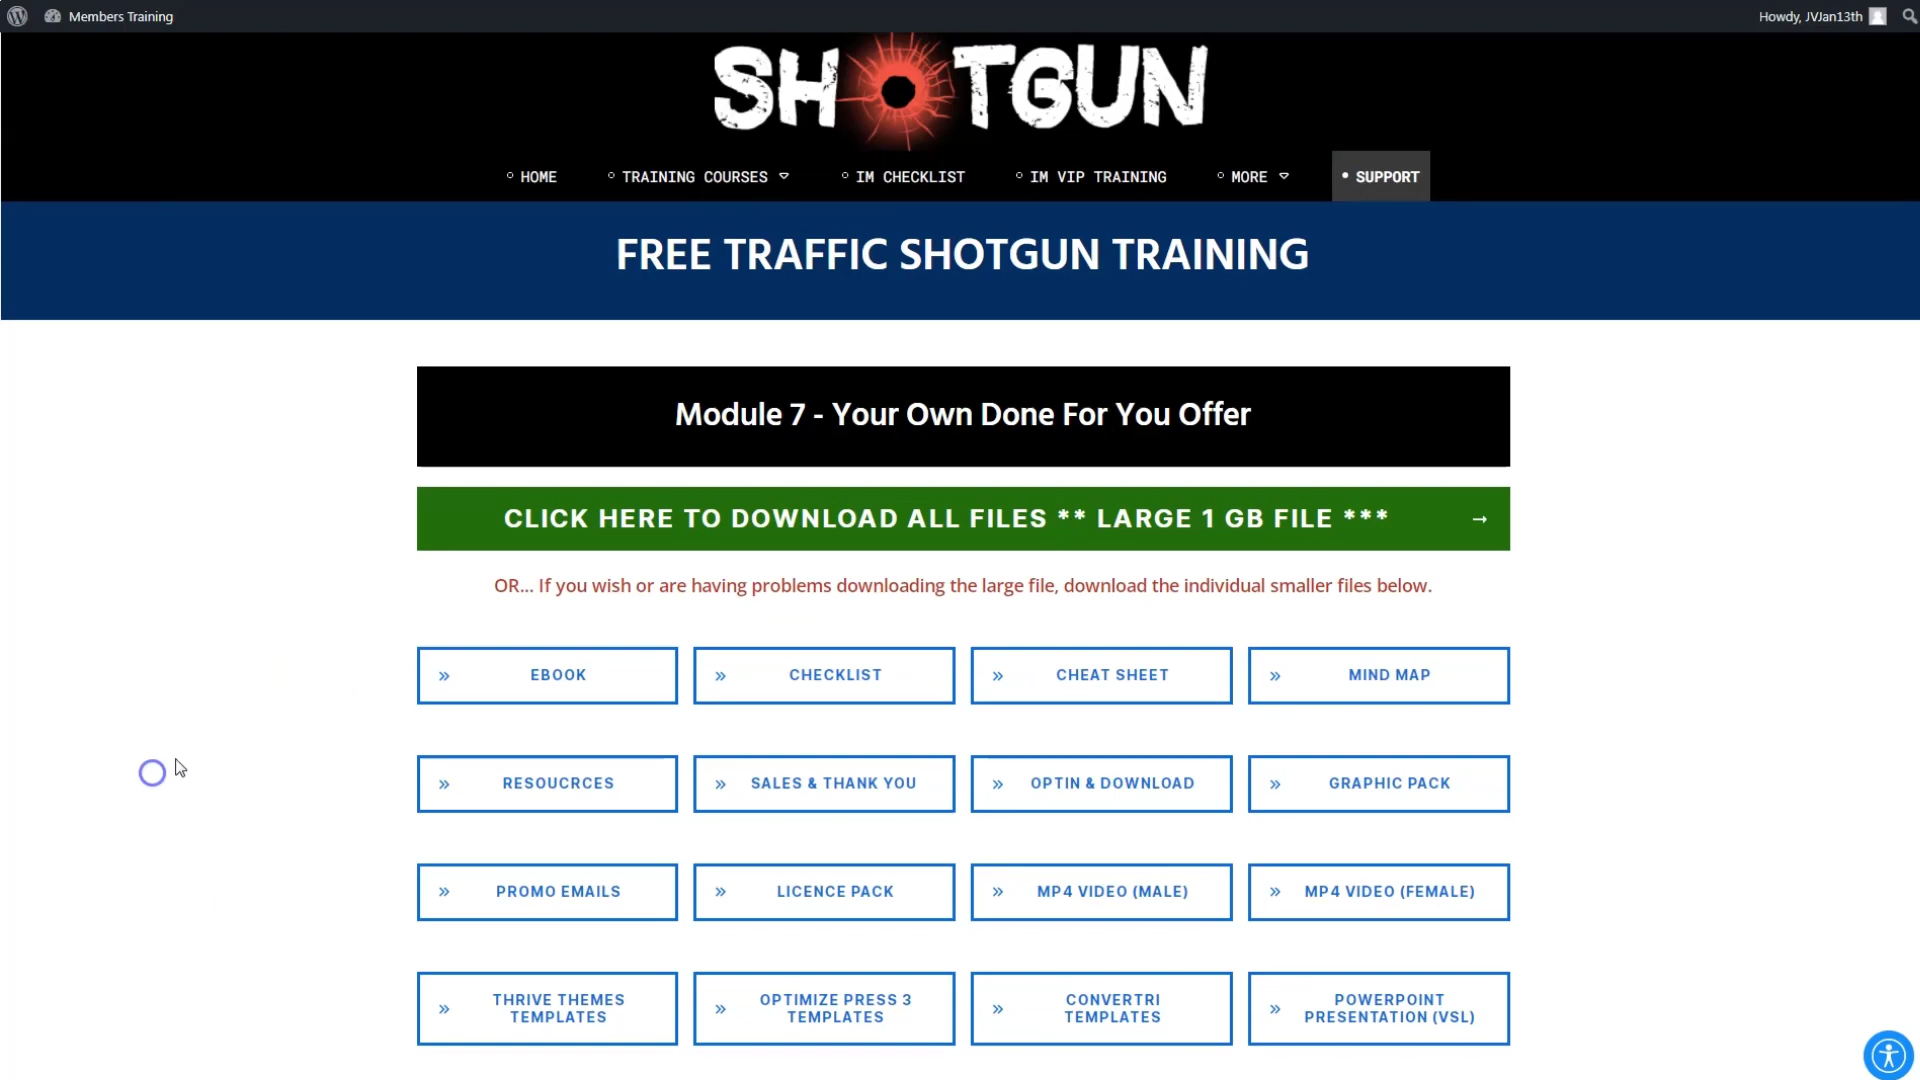 Members Training
Howdy, JVJan13th
SHOTGUN
HOME
TRAINING COURSES
IM CHECKLIST
IM VIP TRAINING
MORE
SUPPORT
FREE TRAFFIC SHOTGUN TRAINING
Module 7 - Your Own Done For You Offer
CLICK HERE TO DOWNLOAD ALL FILES ** LARGE 1 GB FILE *** →
OR... If you wish or are having problems downloading the large file, download the individual smaller files below.
» EBOOK
» CHECKLIST
» CHEAT SHEET
» MIND MAP
» RESOUCRCES
» SALES & THANK YOU
» OPTIN & DOWNLOAD
» GRAPHIC PACK
» PROMO EMAILS
» LICENCE PACK
» MP4 VIDEO (MALE)
» MP4 VIDEO (FEMALE)
» THRIVE THEMES
TEMPLATES
» OPTIMIZE PRESS 3
TEMPLATES
» CONVERTRI
TEMPLATES
» POWERPOINT
PRESENTATION (VSL)